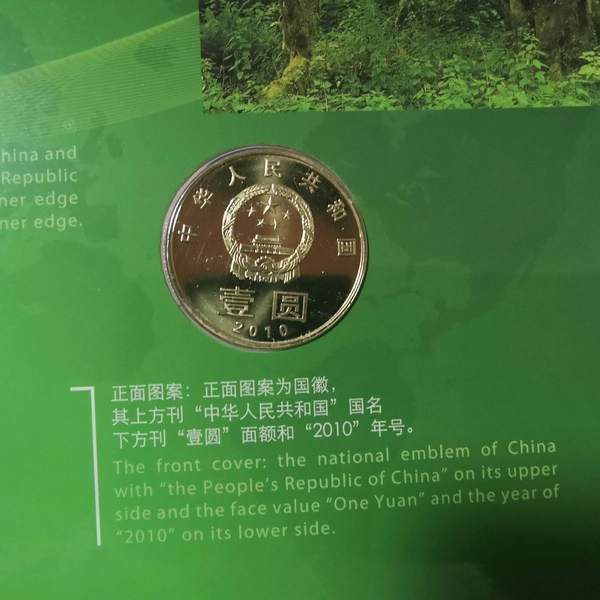 china and
Republic
ner edge
ner edge.
中华人民共和国
壹圆
2010
正面图案：正面图案为国徽，
其上方刊“中华人民共和国”国名
下方刊“壹圆”面额和“2010”年号。
The front cover: the national emblem of China
with “the People’s Republic of China” on its upper
side and the face value “One Yuan” and the year of
“2010” on its lower side.